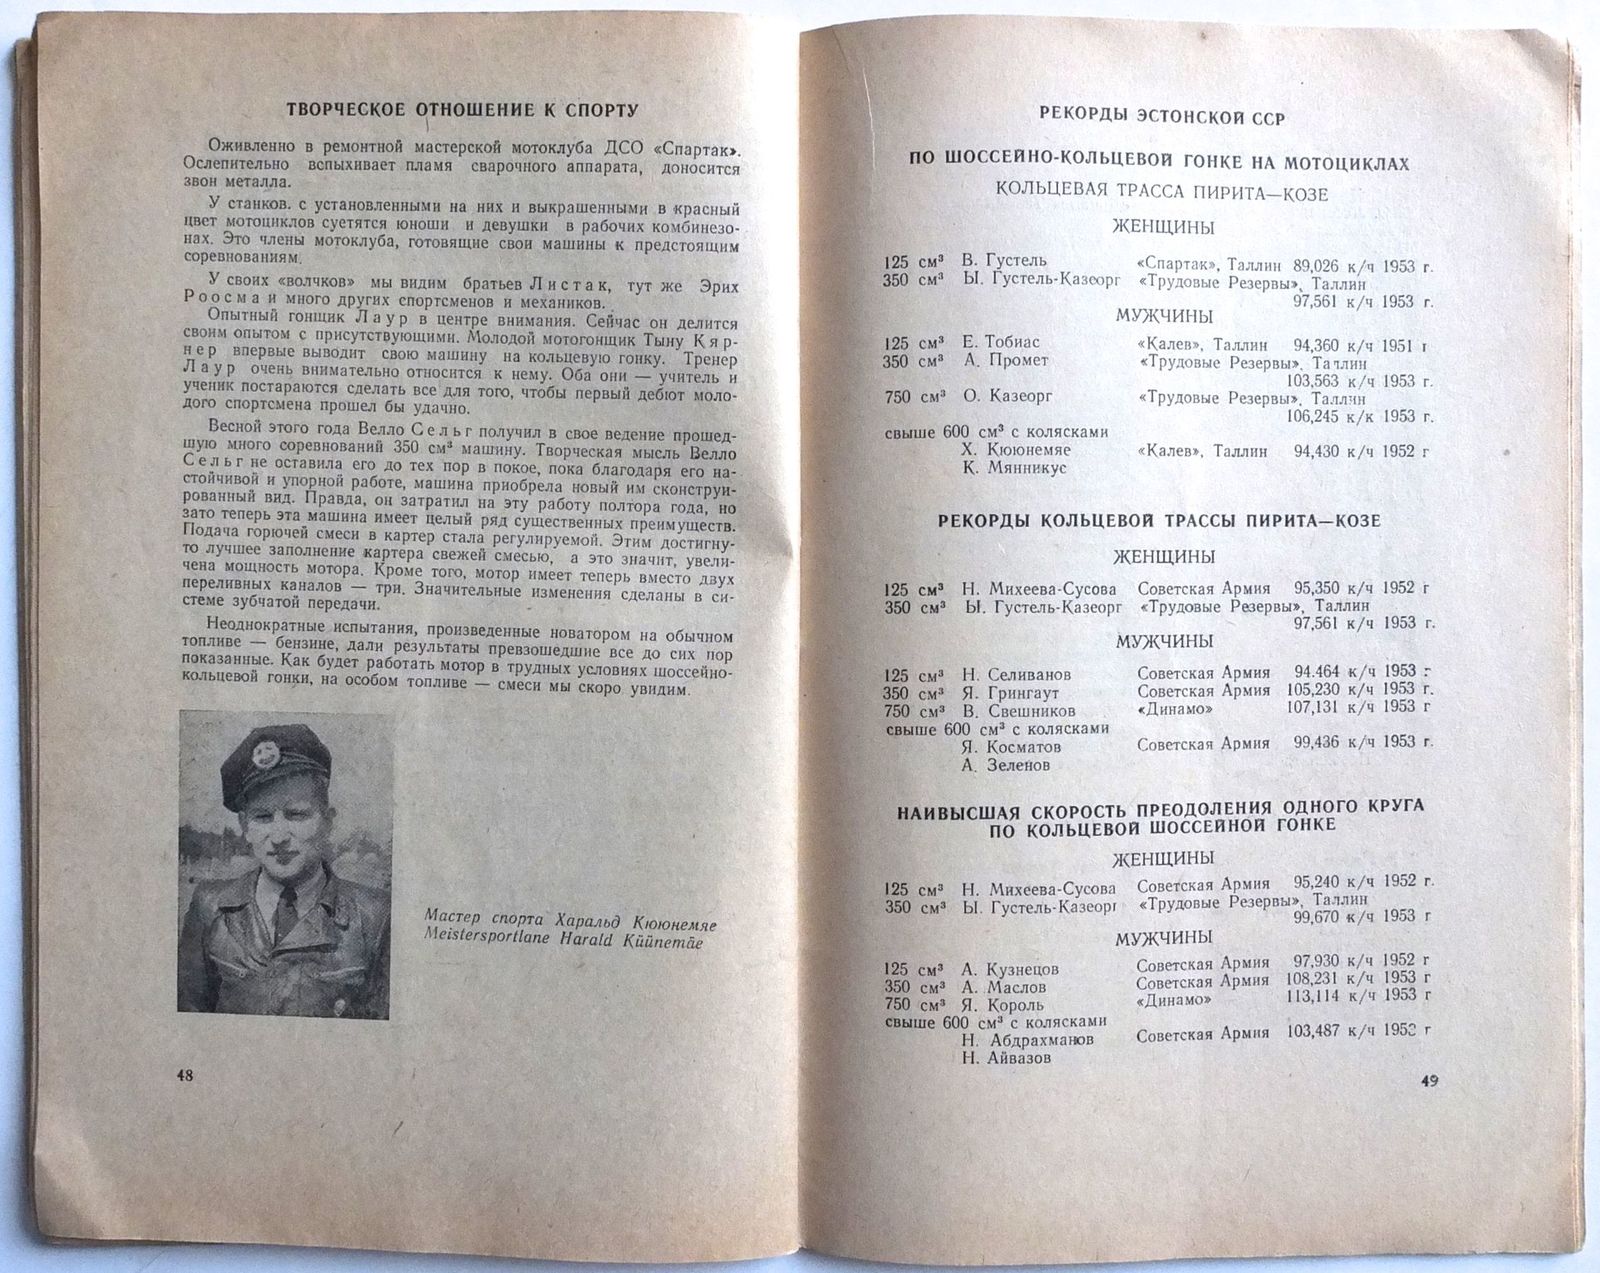 ТВОРЧЕСКОЕ ОТНОШЕНИЕ К СПОРТУ
Оживленно в ремонтной мастерской мотоклуба ДСО «Спартак».
Ослепительно вспыхивает пламя сварочного аппарата, доносится
звон металла.
У станков. с установленными на них и выкрашенными в красный
цвет мотоциклов суетятся юноши и девушки в рабочих комбинезо-
нах. Это члены мотоклуба, готовящие свои машины к предстоящим
соревнованиям.
У своих «волчков» мы видим братьев Листак, тут же Эрих
Роосма и много других спортсменов и механиков.
Опытный гонщик Лаур в центре внимания. Сейчас он делится
своим опытом с присутствующими. Молодой мотогонщик Тыну Кяр-
нер впервые выводит свою машину на кольцевую гонку. Тренер
Лаур очень внимательно относится к нему. Оба они — учитель и
ученик постараются сделать все для того, чтобы первый дебют моло-
дого спортсмена прошел бы удачно.
Весной этого года Велло Сельг получил в свое ведение прошед-
шую много соревнований 350 см³ машину. Творческая мысль Велло
Сельг не оставила его до тех пор в покое, пока благодаря его на-
стойчивой и упорной работе, машина приобрела новый им сконструи-
рованный вид. Правда, он затратил на эту работу полтора года, но
зато теперь эта машина имеет целый ряд существенных преимуществ.
Подача горючей смеси в картер стала регулируемой. Этим достигну-
то лучшее заполнение картера свежей смесью, а это значит, увели-
чена мощность мотора. Кроме того, мотор имеет теперь вместо двух
переливных каналов — три. Значительные изменения сделаны в си-
стеме зубчатой передачи.
Неоднократные испытания, произведенные новатором на обычном
топливе — бензине, дали результаты превзошедшие все до сих пор
показанные. Как будет работать мотор в трудных условиях шоссейно-
кольцевой гонки, на особом топливе — смеси мы скоро увидим.
Мастер спорта Харальд Кююнемяе
Meistersportlane Harald Küünemäe
48
РЕКОРДЫ ЭСТОНСКОЙ ССР
ПО ШОССЕЙНО-КОЛЬЦЕВОЙ ГОНКЕ НА МОТОЦИКЛАХ
КОЛЬЦЕВАЯ ТРАССА ПИРИТА—КОЗЕ
ЖЕНЩИНЫ
125 см³ В. Густель «Спартак», Таллин 89,026 к/ч 1953 г.
350 см³ Ы. Густель-Казеорг «Трудовые Резервы», Таллин
97,561 к/ч 1953 г.
МУЖЧИНЫ
125 см³ Е. Тобиас «Калев», Таллин 94,360 к/ч 1951 г
350 см³ А. Промет «Трудовые Резервы». Таллин
103,563 к/ч 1953 г.
750 см³ О. Казеорг «Трудовые Резервы». Таллин
106,245 к/к 1953 г.
свыше 600 см³ с колясками
Х. Кююнемяе «Калев», Таллин 94,430 к/ч 1952 г
К. Мянникус
РЕКОРДЫ КОЛЬЦЕВОЙ ТРАССЫ ПИРИТА—КОЗЕ
ЖЕНЩИНЫ
125 см³ Н. Михеева-Сусова Советская Армия 95,350 к/ч 1952 г
350 см³ Ы. Густель-Казеорг «Трудовые Резервы», Таллин
97,561 к/ч 1953 г.
МУЖЧИНЫ
125 см³ Н. Селиванов Советская Армия 94.464 к/ч 1953 г
350 см³ Я. Грингаут Советская Армия 105,230 к/ч 1953 г.
750 см³ В. Свешников «Динамо» 107,131 к/ч 1953 г
свыше 600 см³ с колясками
Я. Косматов Советская Армия 99,436 к/ч 1953 г.
А. Зеленов
НАИВЫСШАЯ СКОРОСТЬ ПРЕОДОЛЕНИЯ ОДНОГО КРУГА
ПО КОЛЬЦЕВОЙ ШОССЕЙНОЙ ГОНКЕ
ЖЕНЩИНЫ
125 см³ Н. Михеева-Сусова Советская Армия 95,240 к/ч 1952 г.
350 см³ Ы. Густель-Казеорг «Трудовые Резервы», Таллин
99,670 к/ч 1953 г
МУЖЧИНЫ
125 см³ А. Кузнецов Советская Армия 97,930 к/ч 1952 г
350 см³ А. Маслов Советская Армия 108,231 к/ч 1953 г
750 см³ Я. Король «Динамо» 113,114 к/ч 1953 г
свыше 600 см³ с колясками
Н. Абдрахманов Советская Армия 103,487 к/ч 1952 г
Н. Айвазов
49